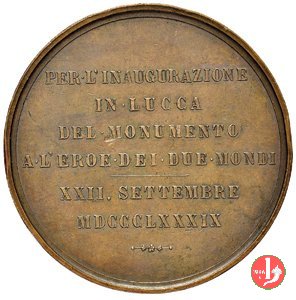 PER·L'INAUGURAZIONE
IN·LUCCA
DEL·MONUMENTO
A·L'EROE·DEI·DUE·MONDI
XXII. SETTEMBRE
MDCCCLXXXIX